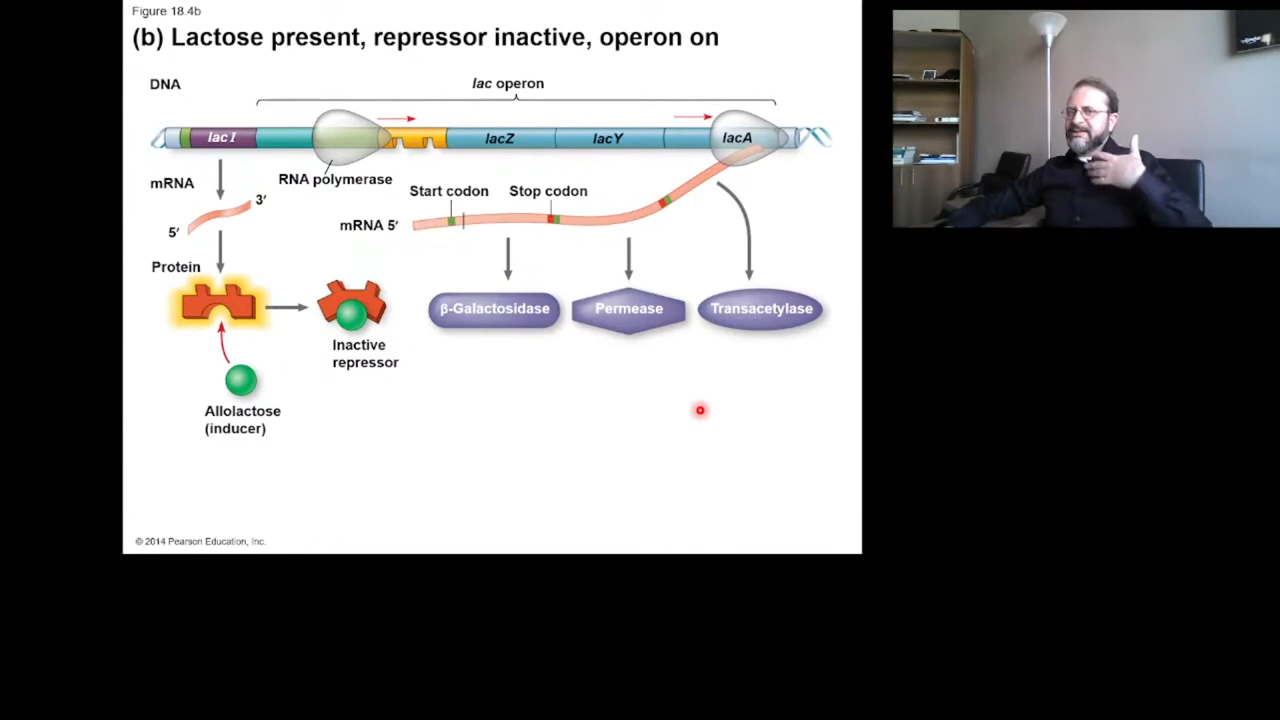 Figure 18.4b
(b) Lactose present, repressor inactive, operon on
DNA
lac operon
lac I
lacZ
lacY
lacA
mRNA
RNA polymerase
3′
Start codon
Stop codon
5′
mRNA 5′
Protein
β-Galactosidase
Permease
Transacetylase
Inactive
repressor
Allolactose
(inducer)
© 2014 Pearson Education, Inc.